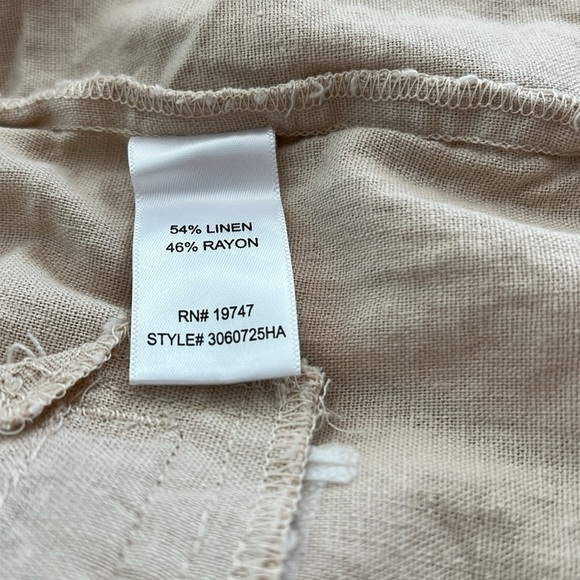 54% LINEN
46% RAYON
RN# 19747
STYLE# 3060725HA